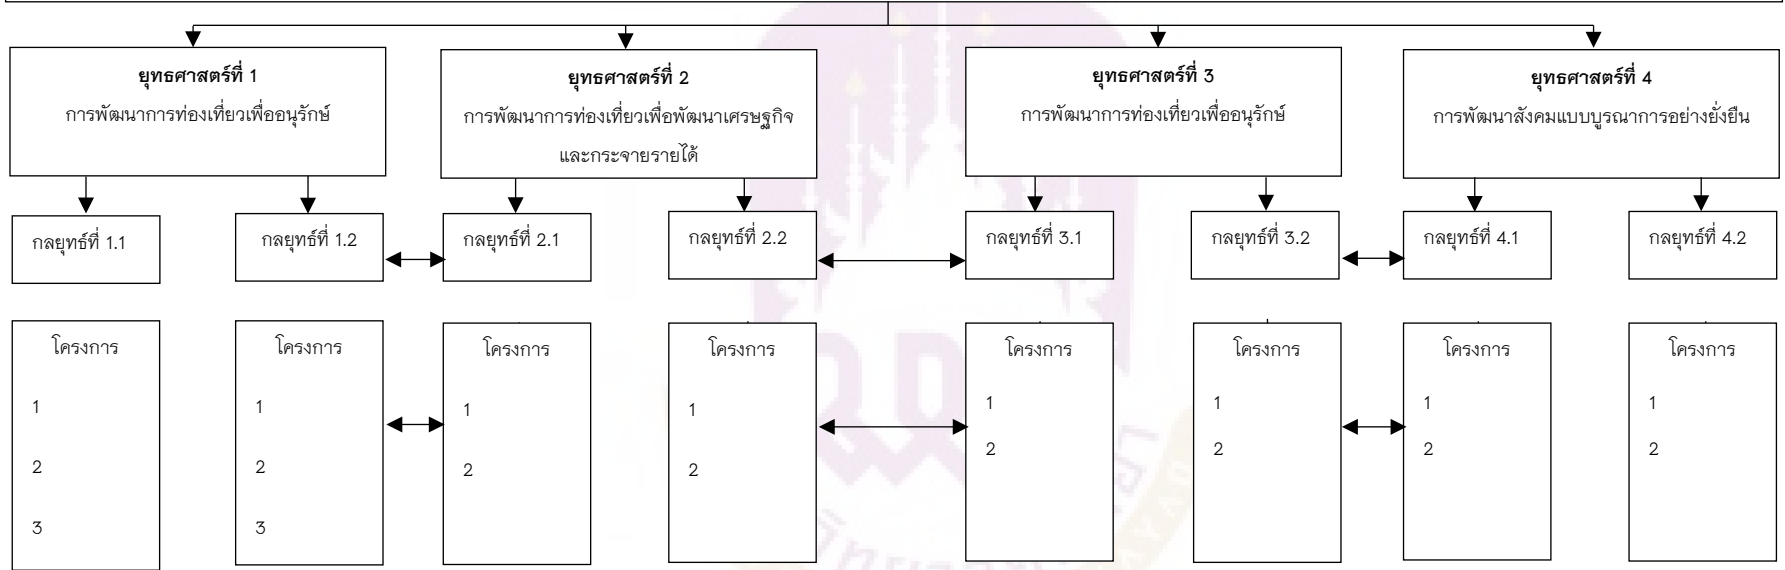 ยุทธศาสตร์ที่ 1
การพัฒนาการท่องเที่ยวเพื่ออนุรักษ์
ยุทธศาสตร์ที่ 2
การพัฒนาการท่องเที่ยวเพื่อพัฒนาเศรษฐกิจ
และกระจายรายได้
ยุทธศาสตร์ที่ 3
การพัฒนาการท่องเที่ยวเพื่ออนุรักษ์
ยุทธศาสตร์ที่ 4
การพัฒนาสังคมแบบบูรณาการอย่างยั่งยืน
กลยุทธ์ที่ 1.1
กลยุทธ์ที่ 1.2
กลยุทธ์ที่ 2.1
กลยุทธ์ที่ 2.2
กลยุทธ์ที่ 3.1
กลยุทธ์ที่ 3.2
กลยุทธ์ที่ 4.1
กลยุทธ์ที่ 4.2
โครงการ
1
2
3
โครงการ
1
2
3
โครงการ
1
2
โครงการ
1
2
โครงการ
1
2
โครงการ
1
2
โครงการ
1
2
โครงการ
1
2